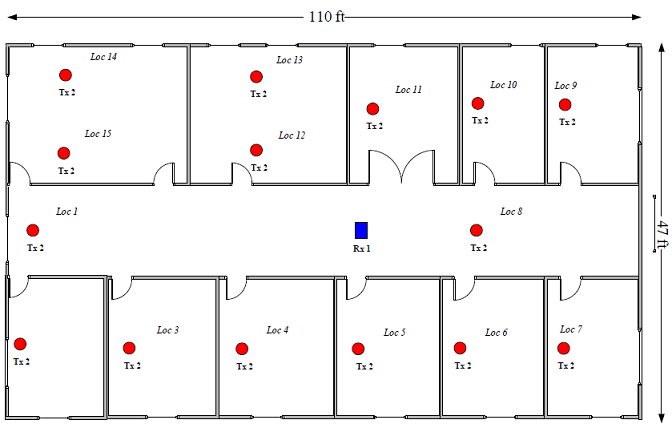 110 ft
Loc 14
Tx 2
Loc 13
Tx 2
Loc 11
Tx 2
Loc 10
Tx 2
Loc 9
Tx 2
Loc 15
Tx 2
Loc 12
Tx 2
Loc 1
Tx 2
Rx 1
Loc 8
Tx 2
47 ft
Tx 2
Loc 3
Tx 2
Loc 4
Tx 2
Loc 5
Tx 2
Loc 6
Tx 2
Loc 7
Tx 2